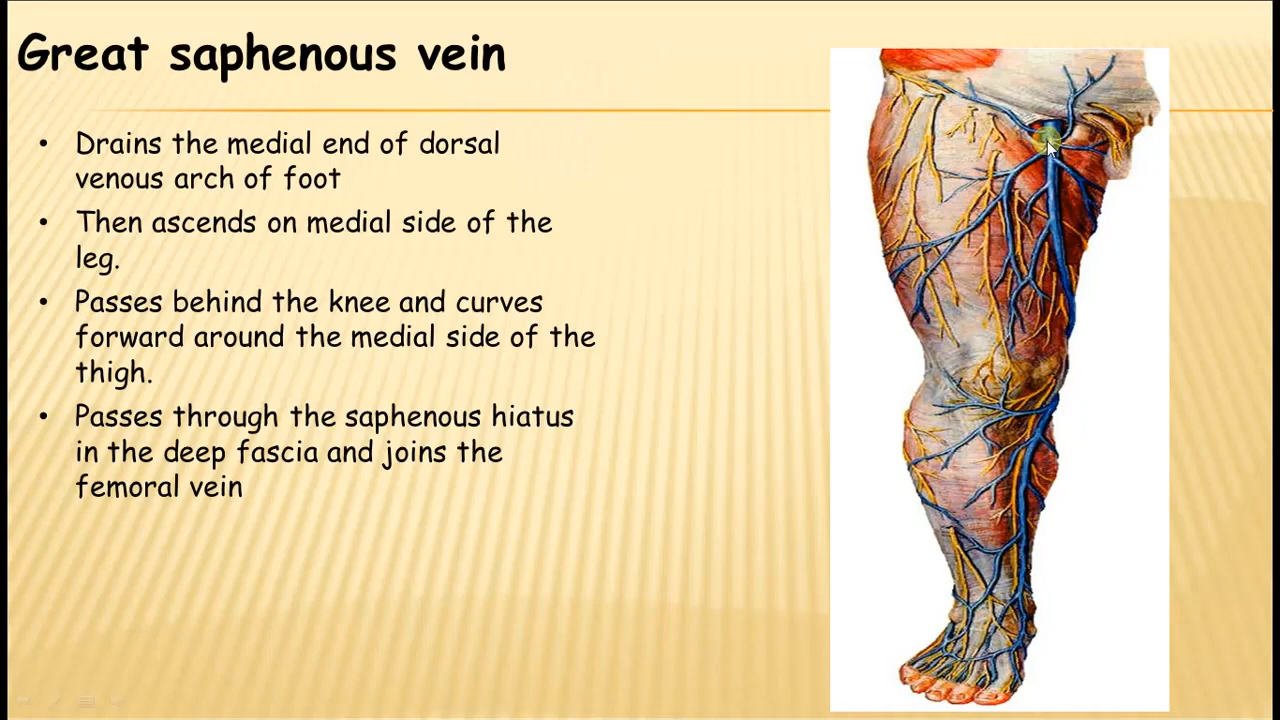 Great saphenous vein
• Drains the medial end of dorsal
venous arch of foot
• Then ascends on medial side of the
leg.
• Passes behind the knee and curves
forward around the medial side of the
thigh.
• Passes through the saphenous hiatus
in the deep fascia and joins the
femoral vein